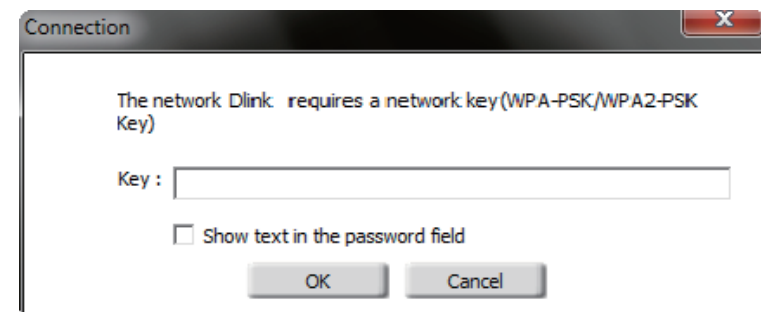 Connection
The network Dlink requires a network key(WPA-PSK/WPA2-PSK
Key)
Key :
Show text in the password field
OK Cancel